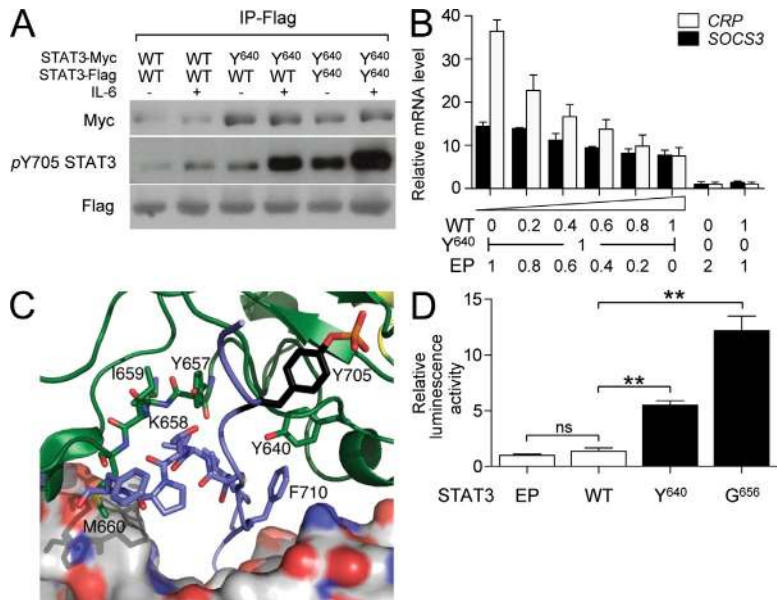 A
IP-Flag
STAT3-Myc WT WT Y640 Y640 WT Y640
STAT3-Flag WT WT WT WT Y640 Y640
IL-6 - + - + - +
Myc
pY705 STAT3
Flag
B
CRP
SOCS3
Relative mRNA level
40
30
20
10
0
WT 0 0.2 0.4 0.6 0.8 1 0 1
Y640 1 0 0
EP 1 0.8 0.6 0.4 0.2 0 2 1
C
I659
Y657
K658
Y705
Y640
F710
M660
D
Relative luminescence activity
15
10
5
0
ns
**
**
STAT3 EP WT Y640 G656